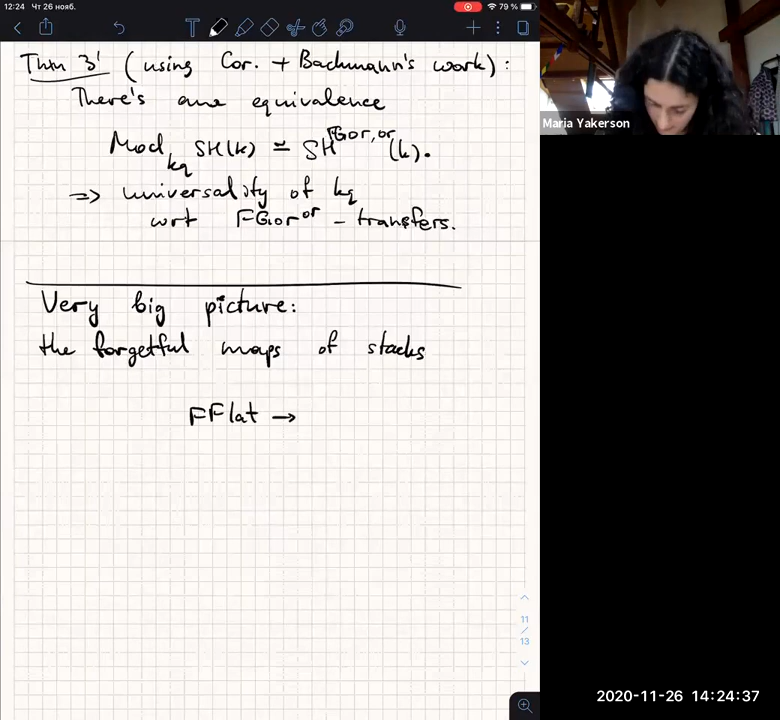 12:24 Чт 26 нояб.
79 %
Thm 3' (using Cor. + Bachmann's work):
There's an equivalence
Mod_kq SH(k) ≃ SH^FGor,or (k).
=> universality of kq
wrt FGor^or - transfers.
Very big picture:
the forgetful maps of stacks
FFlat →
Maria Yakerson
11
/
13
2020-11-26 14:24:37